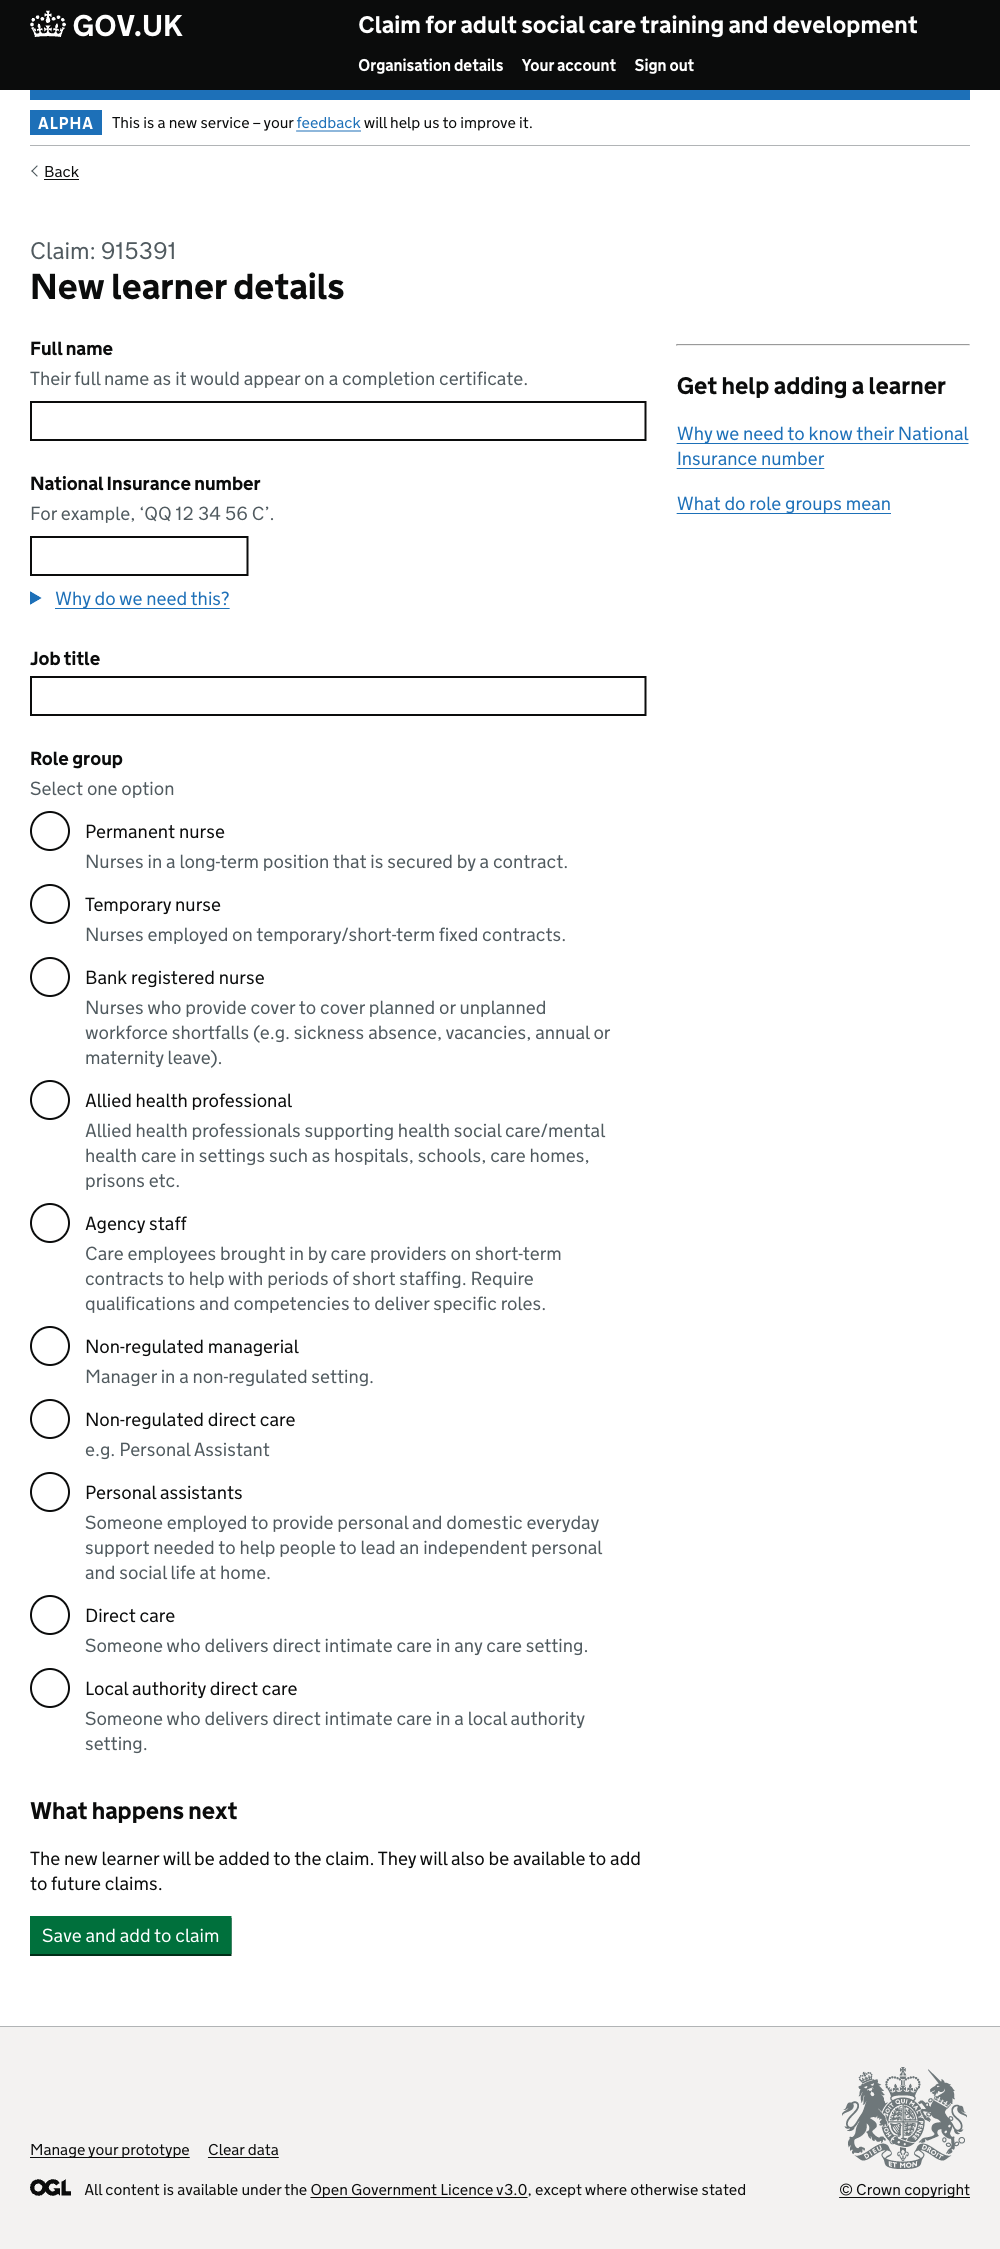 GOV.UK
Claim for adult social care training and development
Organisation details Your account Sign out
ALPHA This is a new service – your feedback will help us to improve it.
Back
Claim: 915391
New learner details
Full name
Their full name as it would appear on a completion certificate.
National Insurance number
For example, ‘QQ 12 34 56 C’.
Why do we need this?
Job title
Role group
Select one option
Permanent nurse
Nurses in a long-term position that is secured by a contract.
Temporary nurse
Nurses employed on temporary/short-term fixed contracts.
Bank registered nurse
Nurses who provide cover to cover planned or unplanned
workforce shortfalls (e.g. sickness absence, vacancies, annual or
maternity leave).
Allied health professional
Allied health professionals supporting health social care/mental
health care in settings such as hospitals, schools, care homes,
prisons etc.
Agency staff
Care employees brought in by care providers on short-term
contracts to help with periods of short staffing. Require
qualifications and competencies to deliver specific roles.
Non-regulated managerial
Manager in a non-regulated setting.
Non-regulated direct care
e.g. Personal Assistant
Personal assistants
Someone employed to provide personal and domestic everyday
support needed to help people to lead an independent personal
and social life at home.
Direct care
Someone who delivers direct intimate care in any care setting.
Local authority direct care
Someone who delivers direct intimate care in a local authority
setting.
What happens next
The new learner will be added to the claim. They will also be available to add
to future claims.
Save and add to claim
Get help adding a learner
Why we need to know their National
Insurance number
What do role groups mean
Manage your prototype Clear data
OGL All content is available under the Open Government Licence v3.0, except where otherwise stated
DIEU ET MON DROIT
© Crown copyright